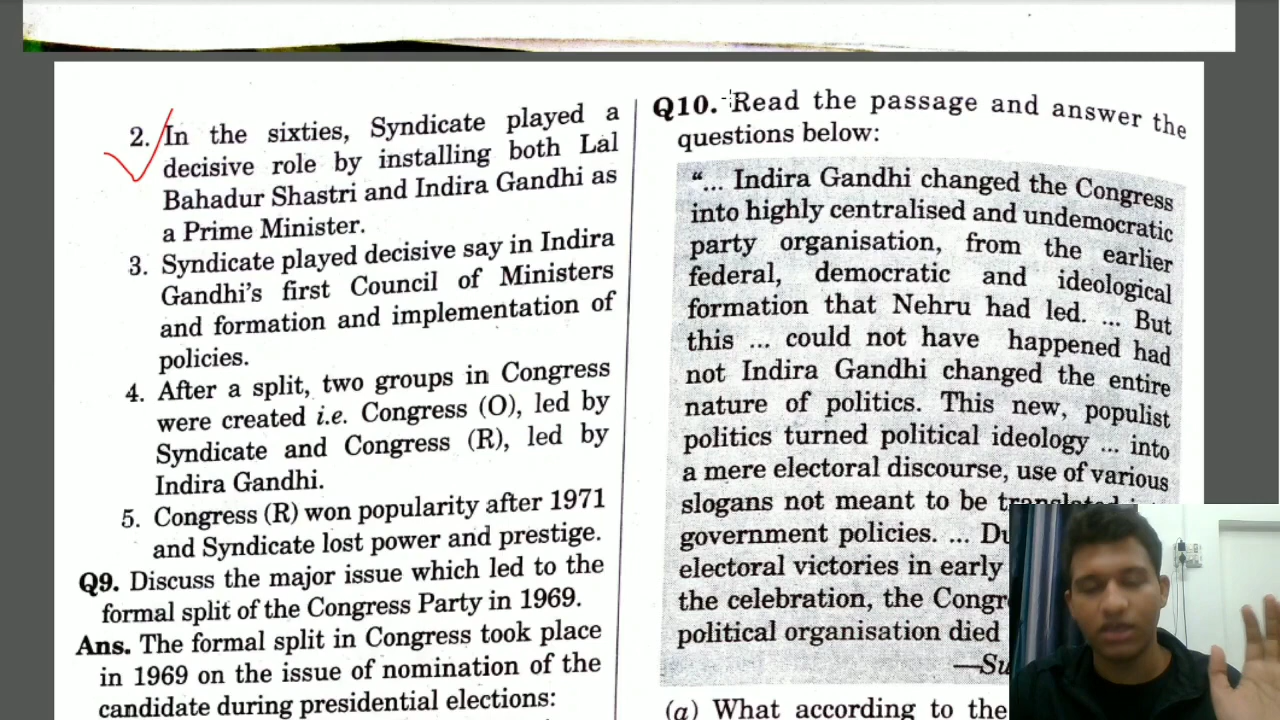 2. In the sixties, Syndicate played a
decisive role by installing both Lal
Bahadur Shastri and Indira Gandhi as
a Prime Minister.
3. Syndicate played decisive say in Indira
Gandhi's first Council of Ministers
and formation and implementation of
policies.
4. After a split, two groups in Congress
were created i.e. Congress (O), led by
Syndicate and Congress (R), led by
Indira Gandhi.
5. Congress (R) won popularity after 1971
and Syndicate lost power and prestige.
Q9. Discuss the major issue which led to the
formal split of the Congress Party in 1969.
Ans. The formal split in Congress took place
in 1969 on the issue of nomination of the
candidate during presidential elections:
Q10. Read the passage and answer the
questions below:
"... Indira Gandhi changed the Congress
into highly centralised and undemocratic
party organisation, from the earlier
federal, democratic and ideological
formation that Nehru had led. ... But
this ... could not have happened had
not Indira Gandhi changed the entire
nature of politics. This new, populist
politics turned political ideology ... into
a mere electoral discourse, use of various
slogans not meant to be
government policies. ...
electoral victories in early
the celebration, the
political organisation died
(a) What according to the